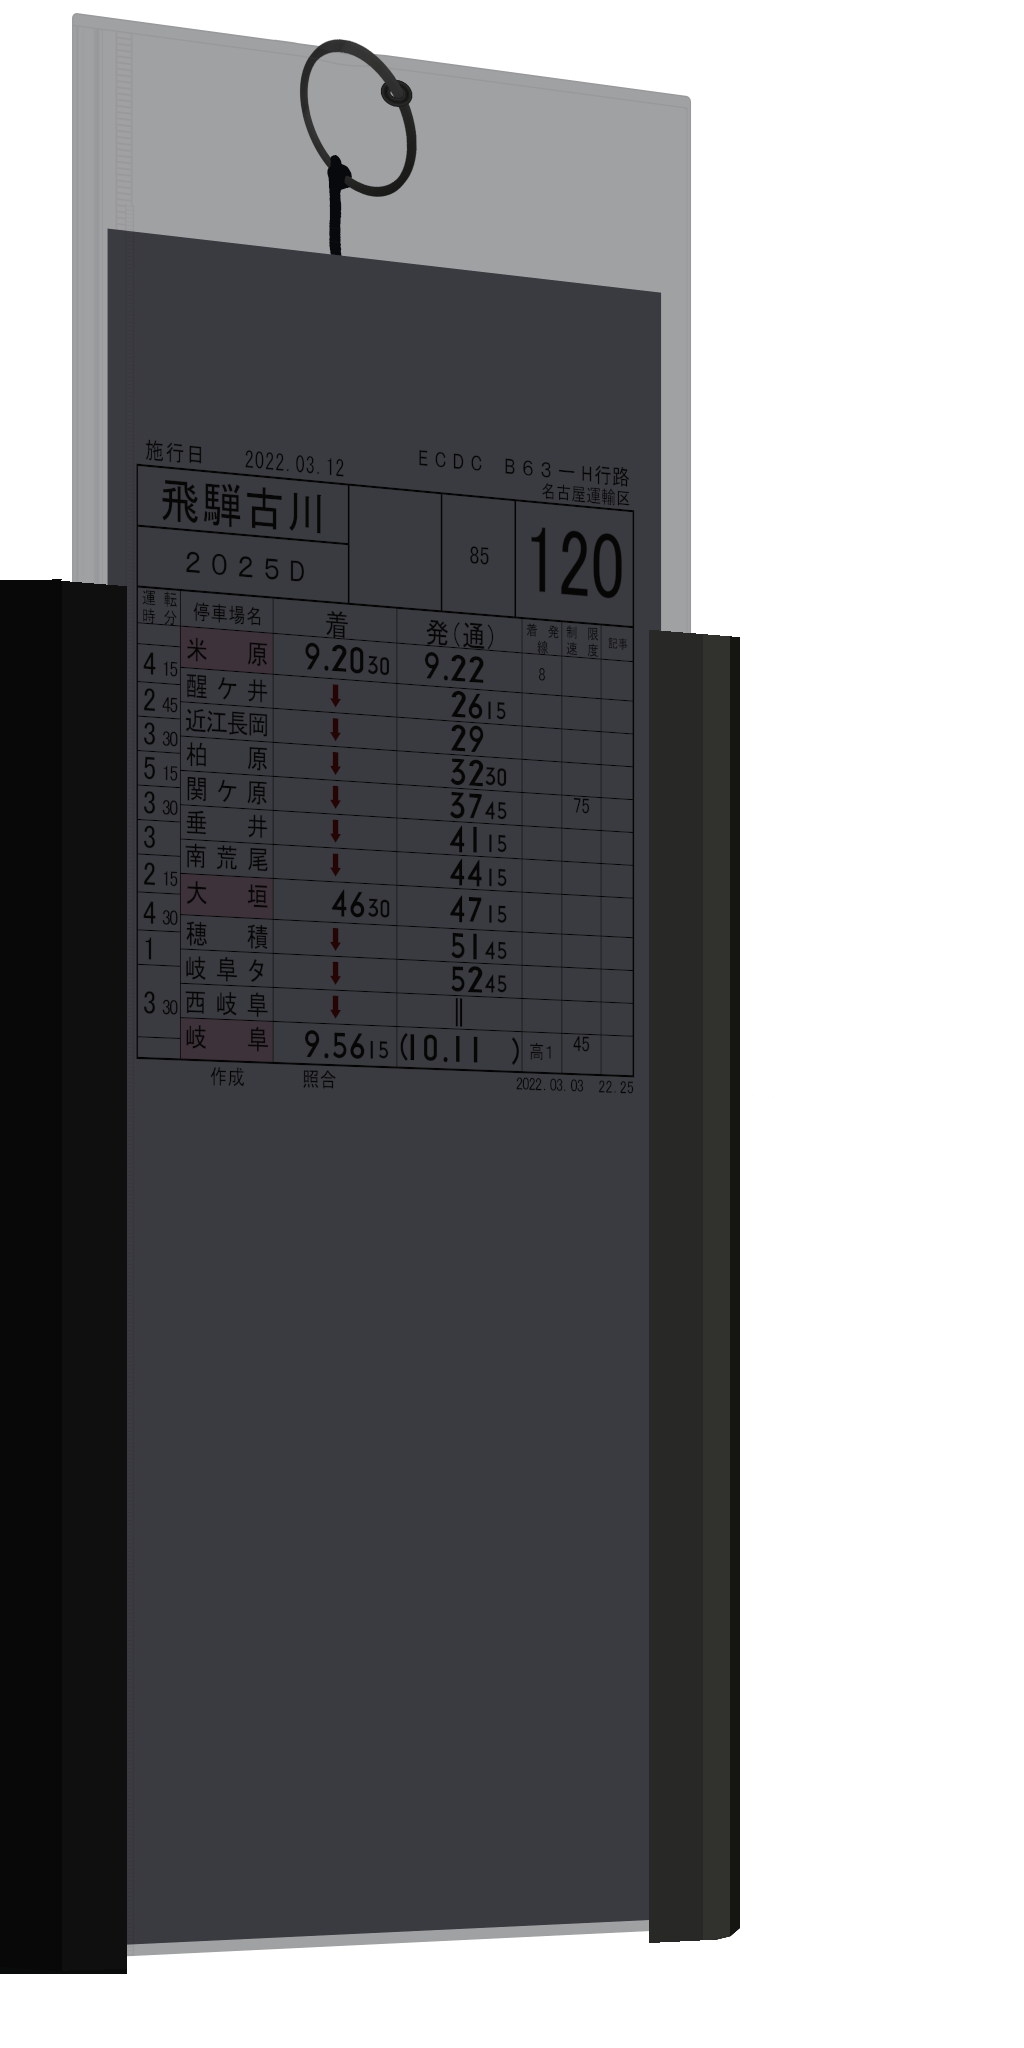 施行日 2022.03.12 ECDC B63－H行路
名古屋運輸区
飛騨古川 85 120
2025D
運転時分 停車場名 着 発(通) 着発線 制限速度 記事
米原 9.20 30 9.22 8
4 15
醒ケ井 ⬇ 26 15
2 45
近江長岡 ⬇ 29
3 30
柏原 ⬇ 32 30
5 15
関ケ原 ⬇ 37 45 75
3 30
垂井 ⬇ 41 15
3
南荒尾 ⬇ 44 15
2 15
大垣 46 30 47 15
4 30
穂積 ⬇ 51 45
1
岐阜タ ⬇ 52 45
3 30
西岐阜 ⬇ ||
岐阜 9.56 15 (10.11 ) 高1 45
作成 照合 2022.03.03 22.25